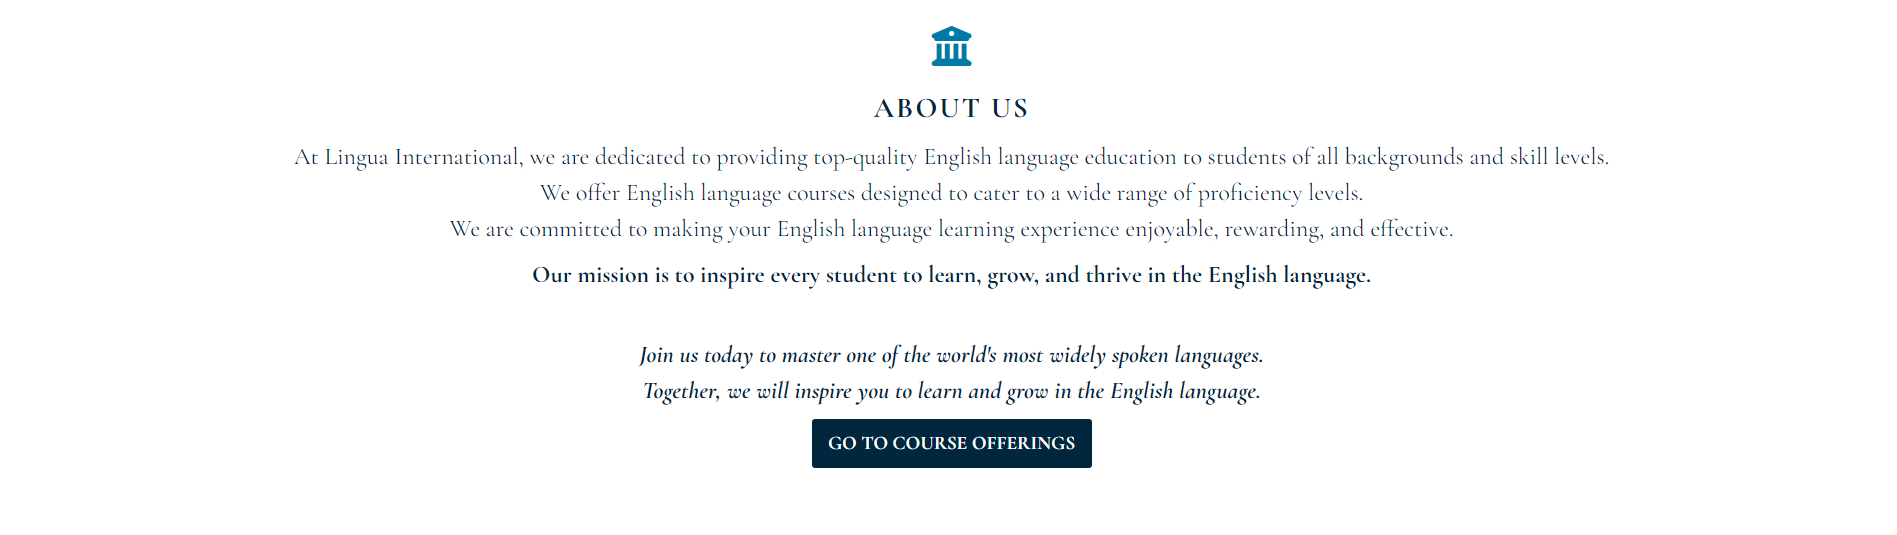 ABOUT US
At Lingua International, we are dedicated to providing top-quality English language education to students of all backgrounds and skill levels.
We offer English language courses designed to cater to a wide range of proficiency levels.
We are committed to making your English language learning experience enjoyable, rewarding, and effective.
Our mission is to inspire every student to learn, grow, and thrive in the English language.
Join us today to master one of the world's most widely spoken languages.
Together, we will inspire you to learn and grow in the English language.
GO TO COURSE OFFERINGS